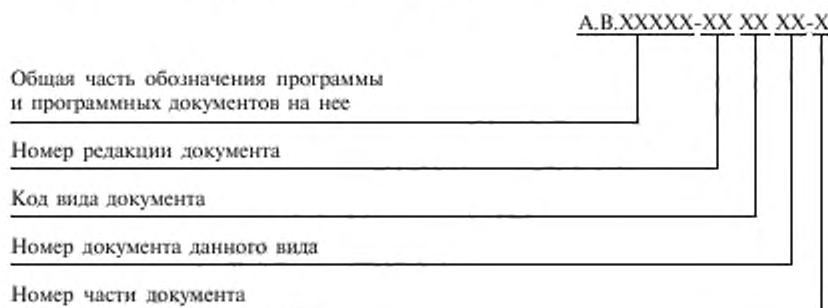 А.В.ХХХХХ-ХХ ХХ ХХ-Х
Общая часть обозначения программы
и программных документов на нее
Номер редакции документа
Код вида документа
Номер документа данного вида
Номер части документа